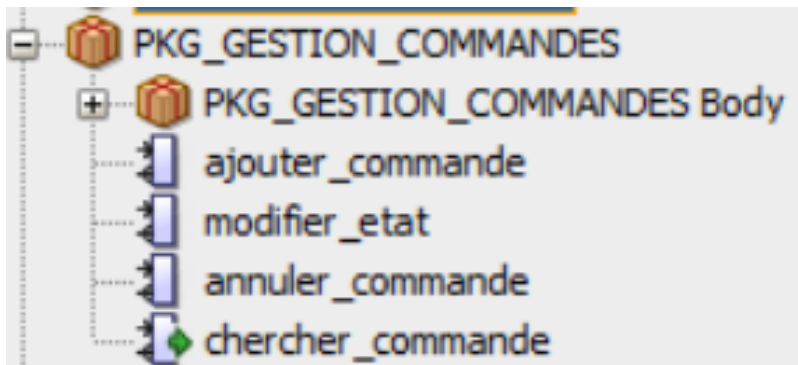 PKG_GESTION_COMMANDES
PKG_GESTION_COMMANDES Body
ajouter_commande
modifier_etat
annuler_commande
chercher_commande